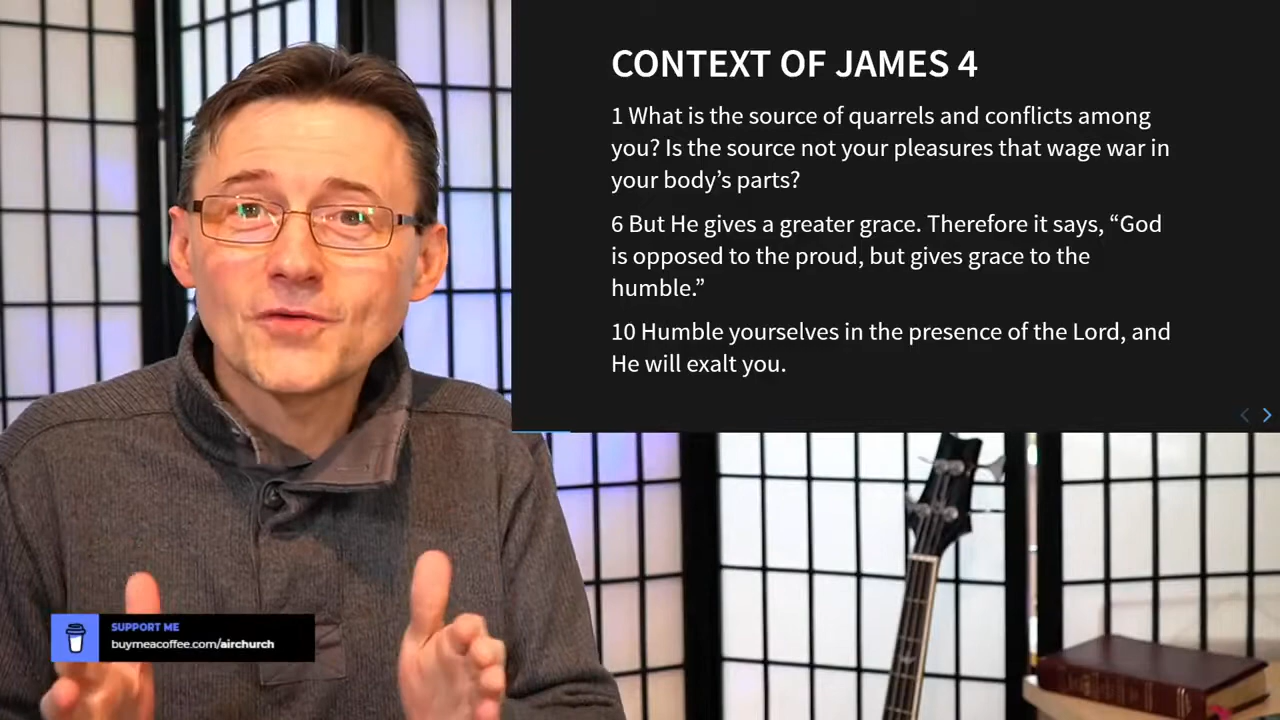 CONTEXT OF JAMES 4
1 What is the source of quarrels and conflicts among
you? Is the source not your pleasures that wage war in
your body’s parts?
6 But He gives a greater grace. Therefore it says, “God
is opposed to the proud, but gives grace to the
humble.”
10 Humble yourselves in the presence of the Lord, and
He will exalt you.
SUPPORT ME
buymeacoffee.com/airchurch